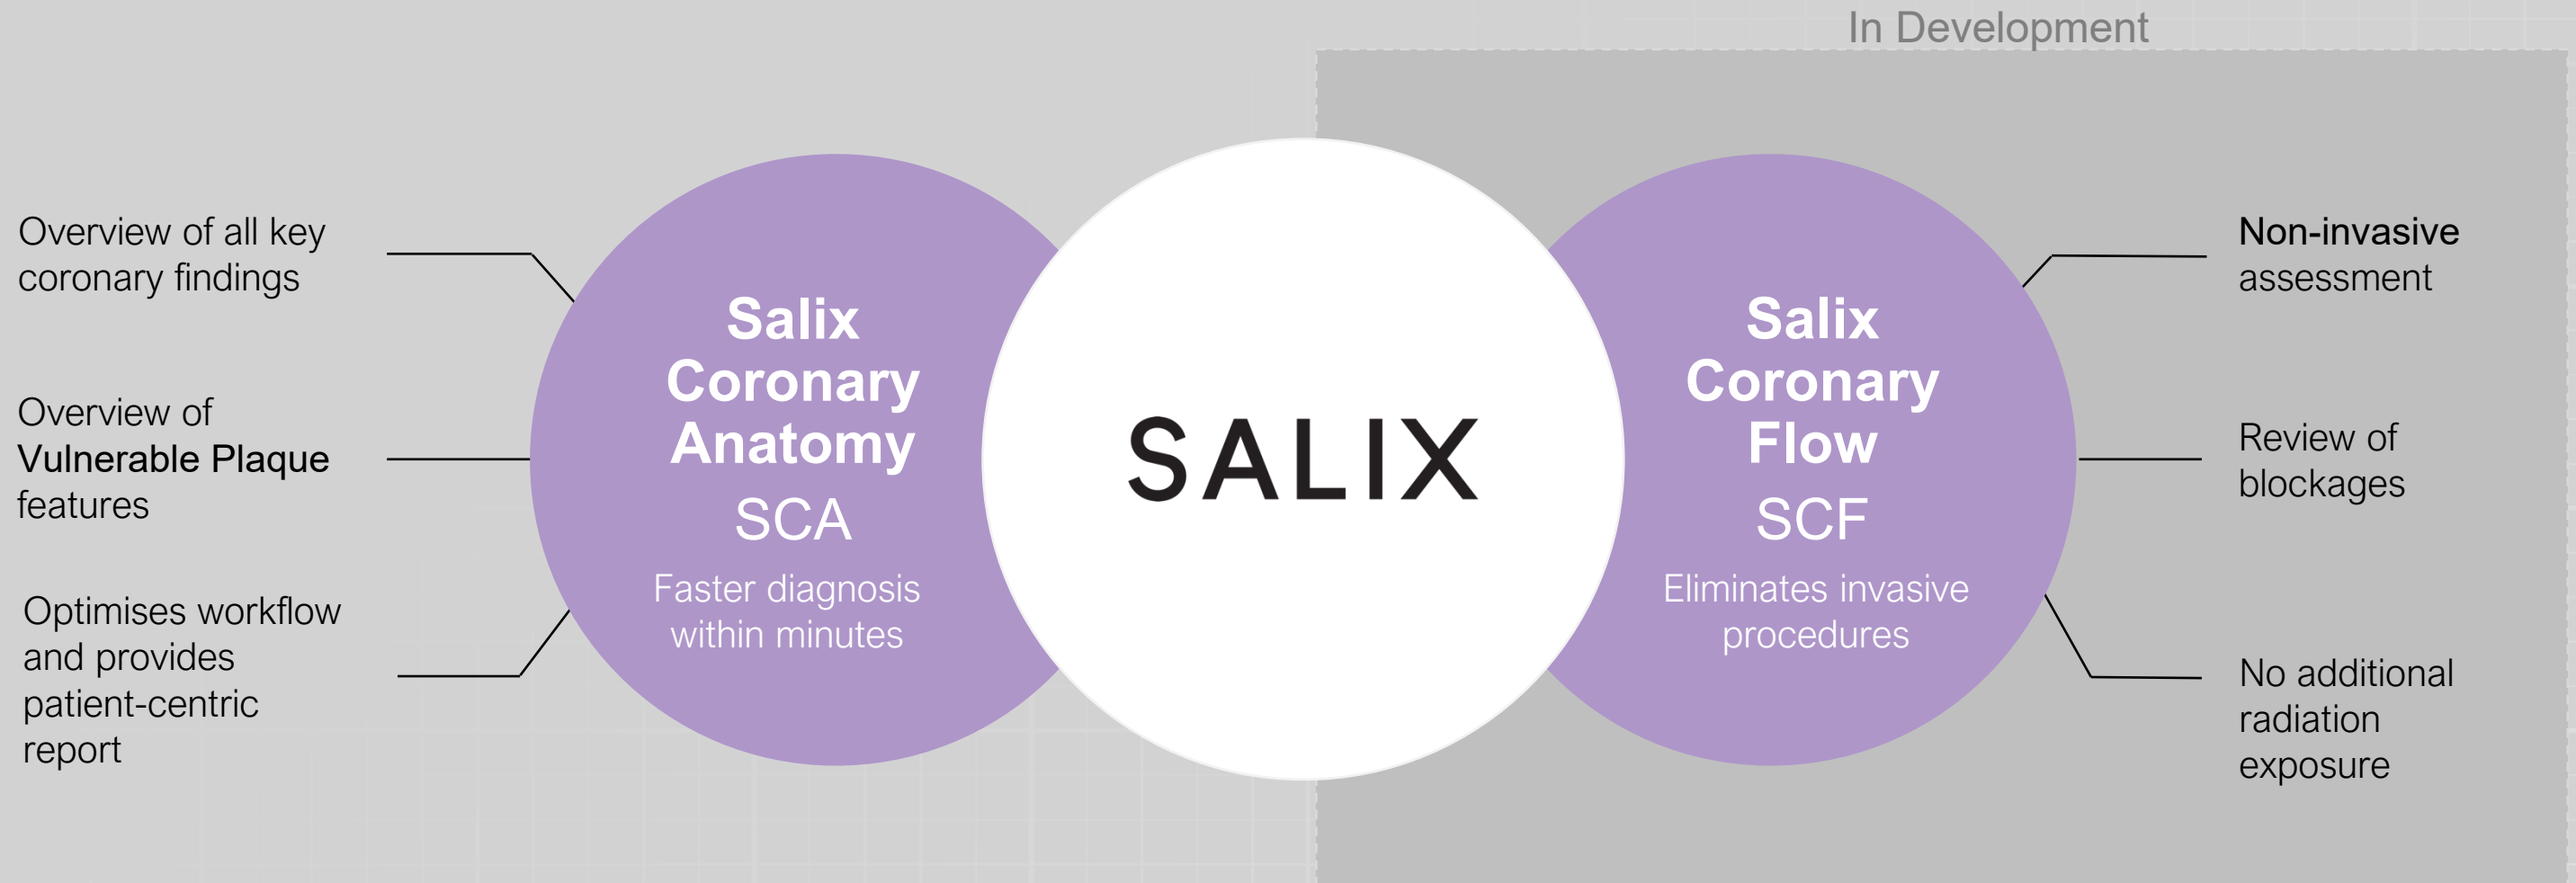 In Development
Overview of all key
coronary findings
Overview of
Vulnerable Plaque
features
Optimises workflow
and provides
patient-centric
report
Salix
Coronary
Anatomy
SCA
Faster diagnosis
within minutes
SALIX
Salix
Coronary
Flow
SCF
Eliminates invasive
procedures
Non-invasive
assessment
Review of
blockages
No additional
radiation
exposure